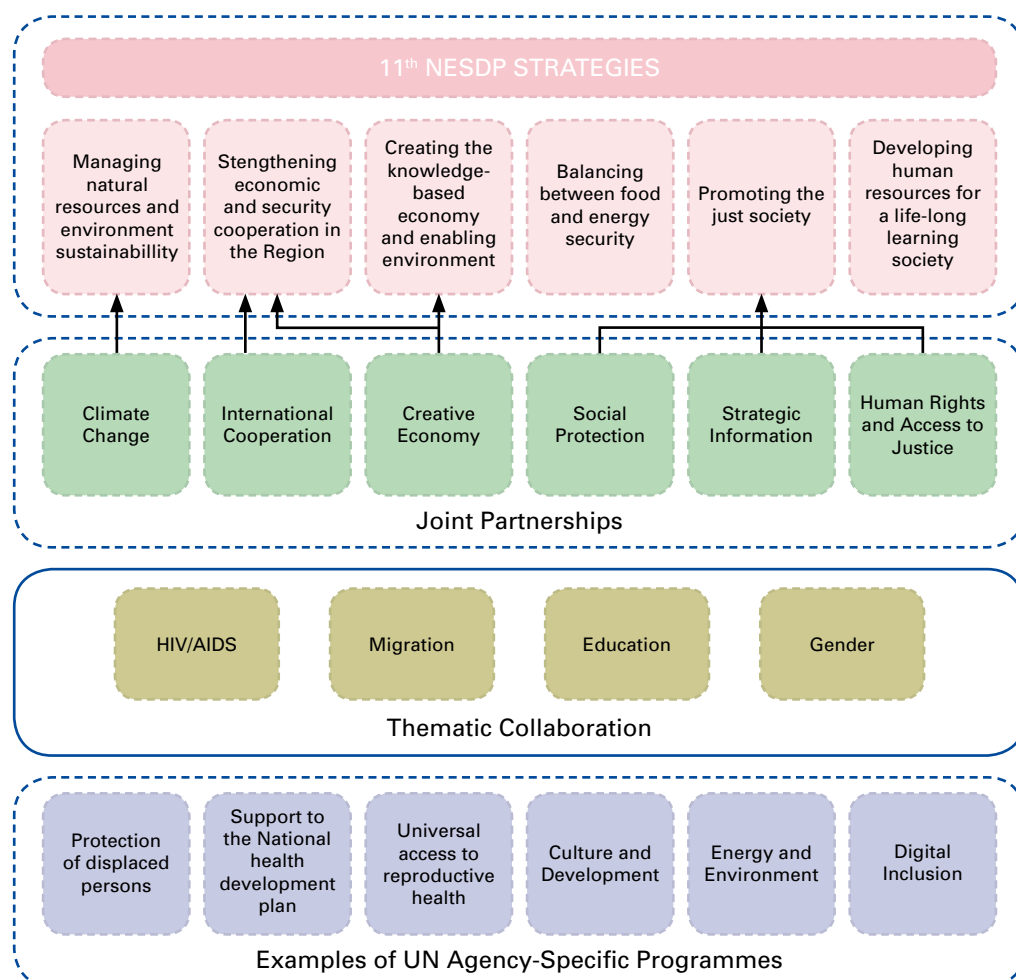 11th NESDP STRATEGIES
Managing
natural
resources and
environment
sustainabillity
Stengthening
economic
and security
cooperation in
the Region
Creating the
knowledge-
based
economy
and enabling
environment
Balancing
between food
and energy
security
Promoting the
just society
Developing
human
resources for
a life-long
learning
society
Climate
Change
International
Cooperation
Creative
Economy
Social
Protection
Strategic
Information
Human Rights
and Access to
Justice
Joint Partnerships
HIV/AIDS
Migration
Education
Gender
Thematic Collaboration
Protection
of displaced
persons
Support to
the National
health
development
plan
Universal
access to
reproductive
health
Culture and
Development
Energy and
Environment
Digital
Inclusion
Examples of UN Agency-Specific Programmes